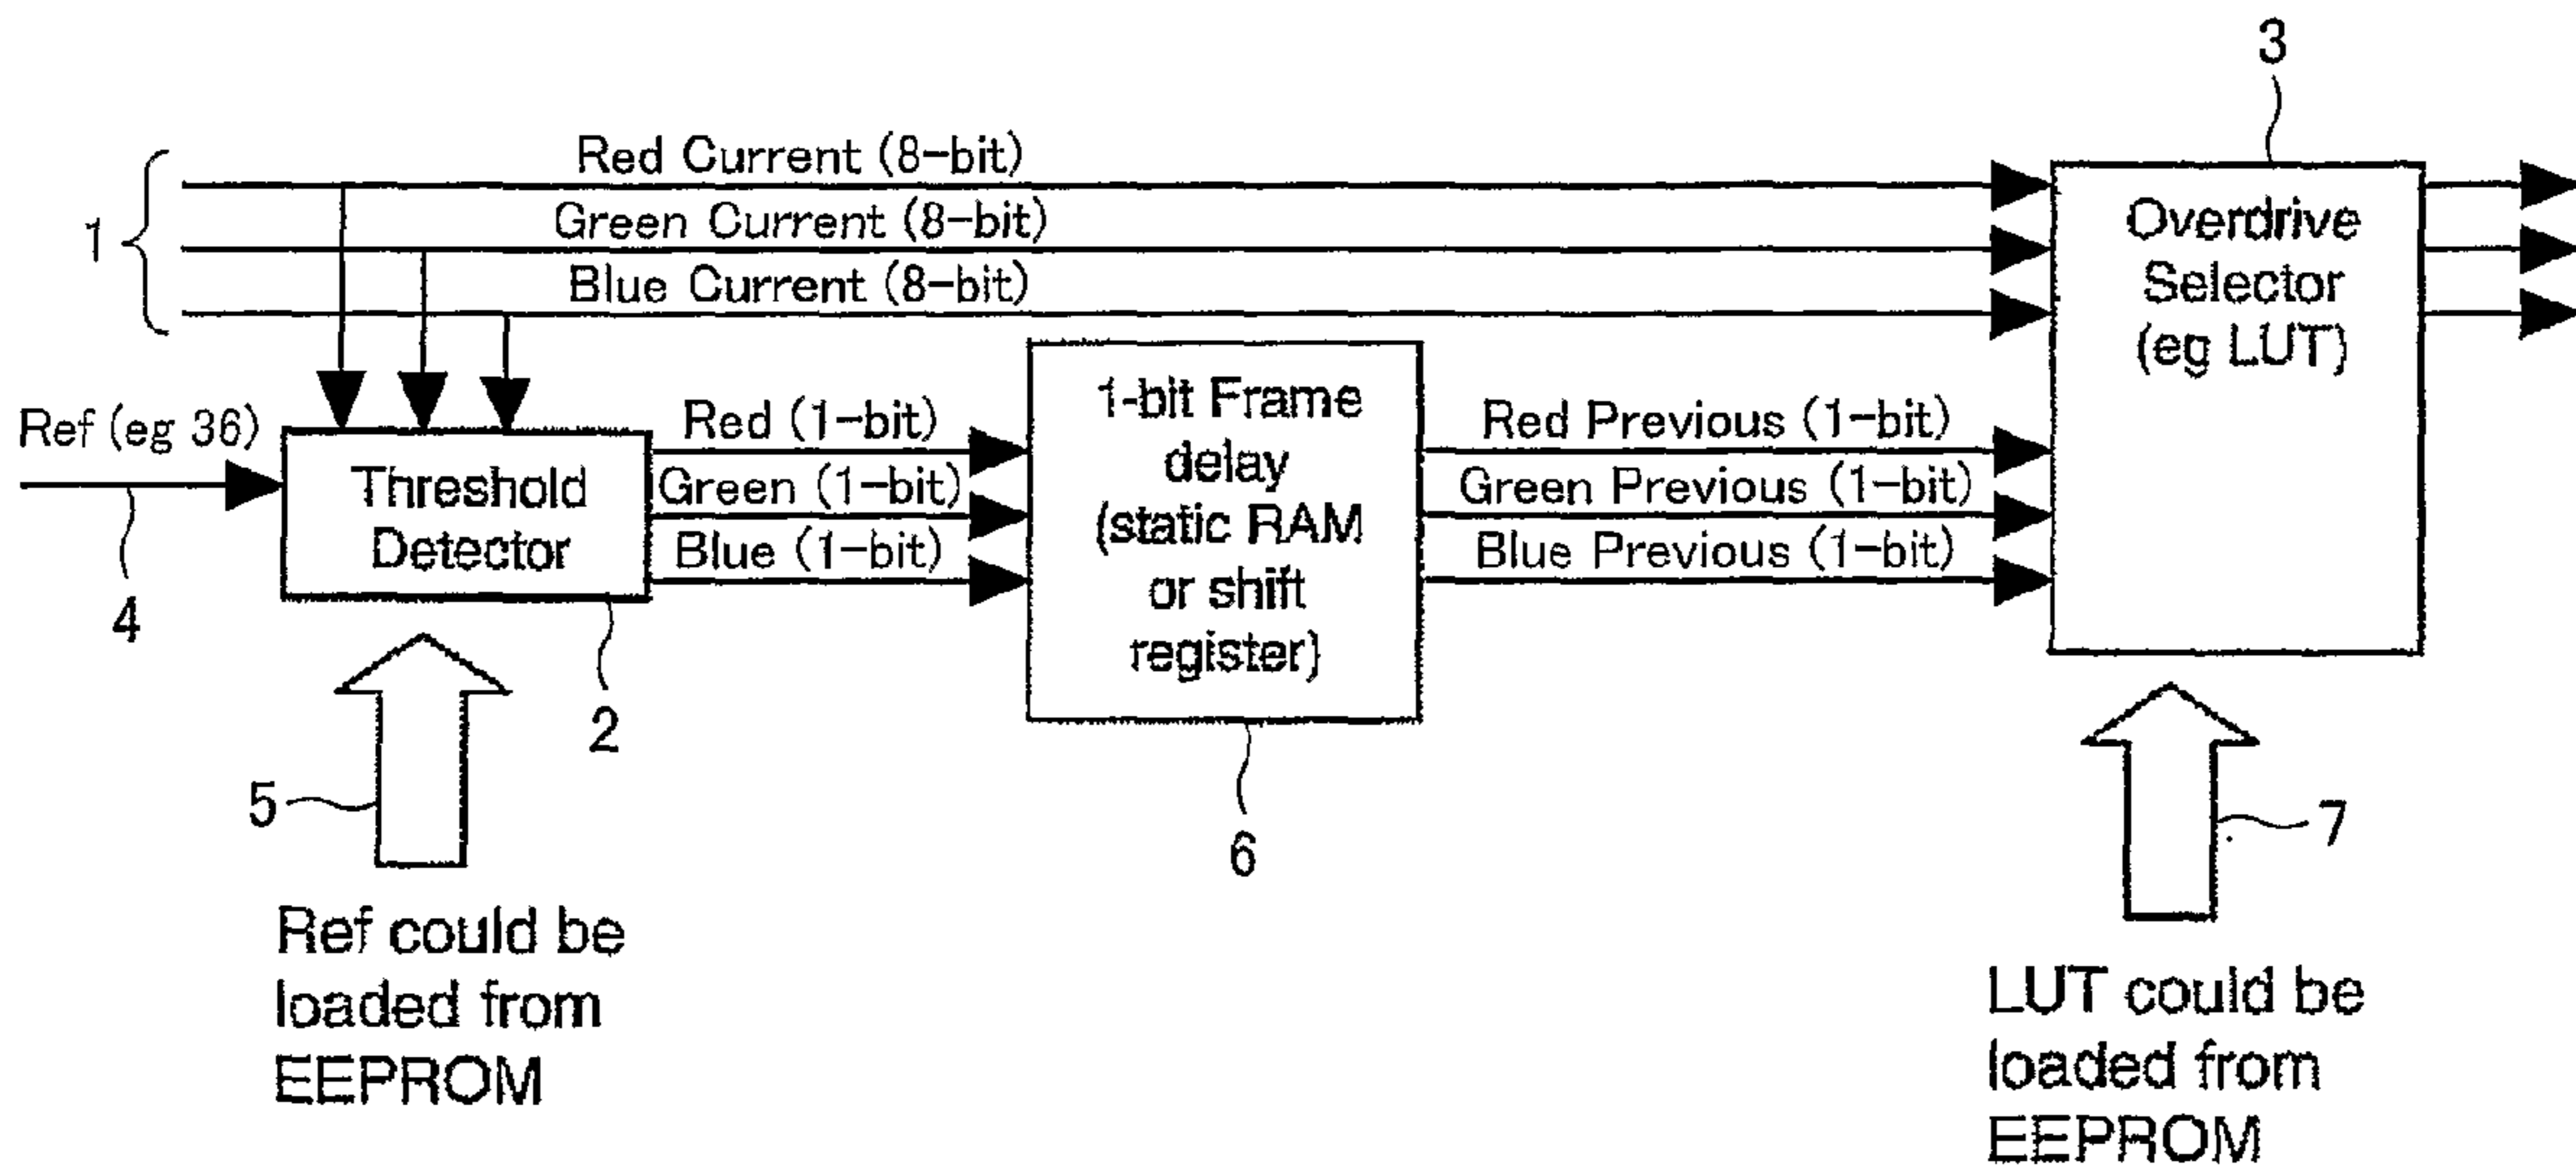 3
Red Current (8-bit)
Green Current (8-bit)
Blue Current (8-bit)
1
Overdrive
Selector
(eg LUT)
Ref (eg 36)
4
Threshold
Detector
2
5
Ref could be
loaded from
EEPROM
Red (1-bit)
Green (1-bit)
Blue (1-bit)
1-bit Frame
delay
(static RAM
or shift
register)
6
Red Previous (1-bit)
Green Previous (1-bit)
Blue Previous (1-bit)
7
LUT could be
loaded from
EEPROM